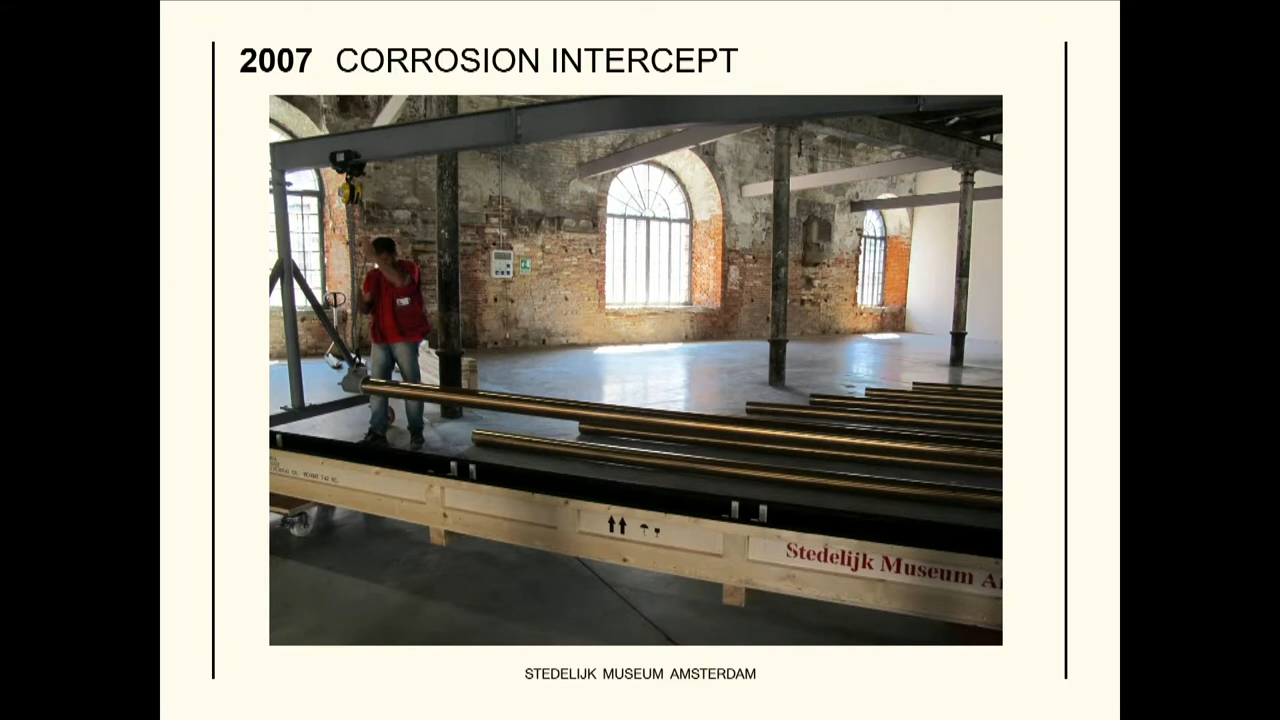 2007 CORROSION INTERCEPT
Stedelijk Museum
STEDELIJK MUSEUM AMSTERDAM